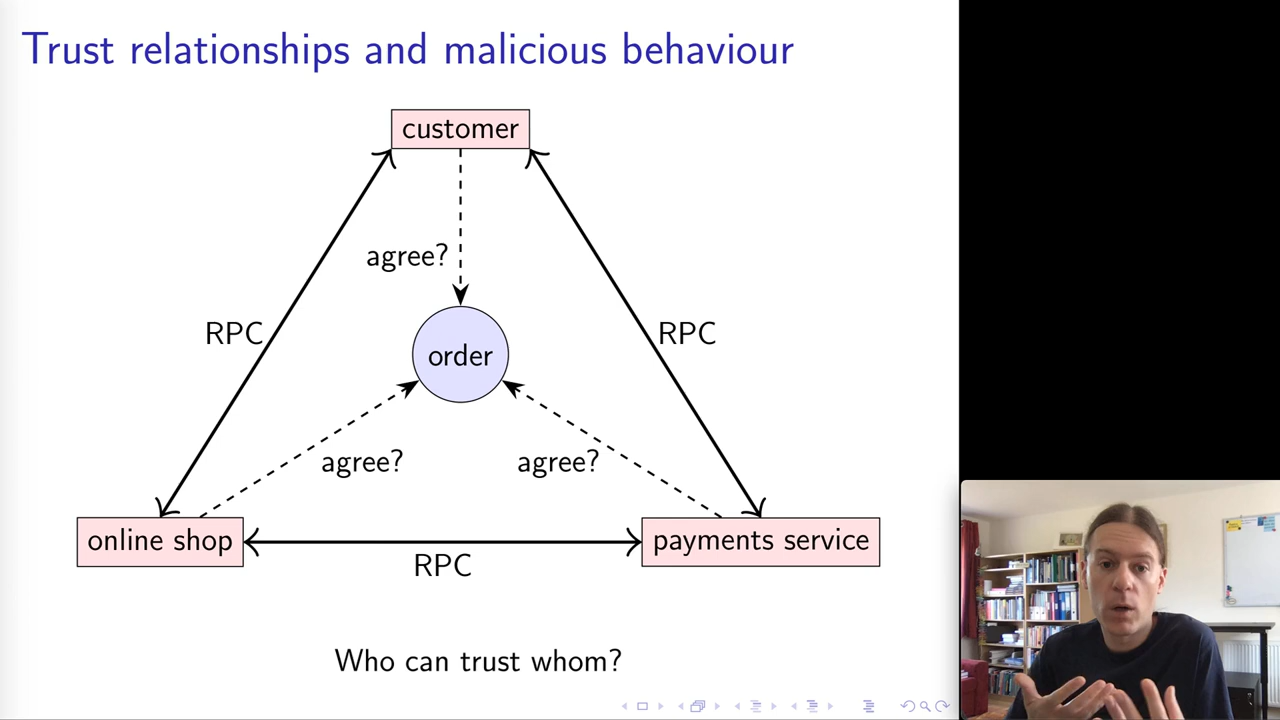 Trust relationships and malicious behaviour
customer
agree?
RPC
RPC
order
agree?
agree?
online shop
payments service
RPC
Who can trust whom?